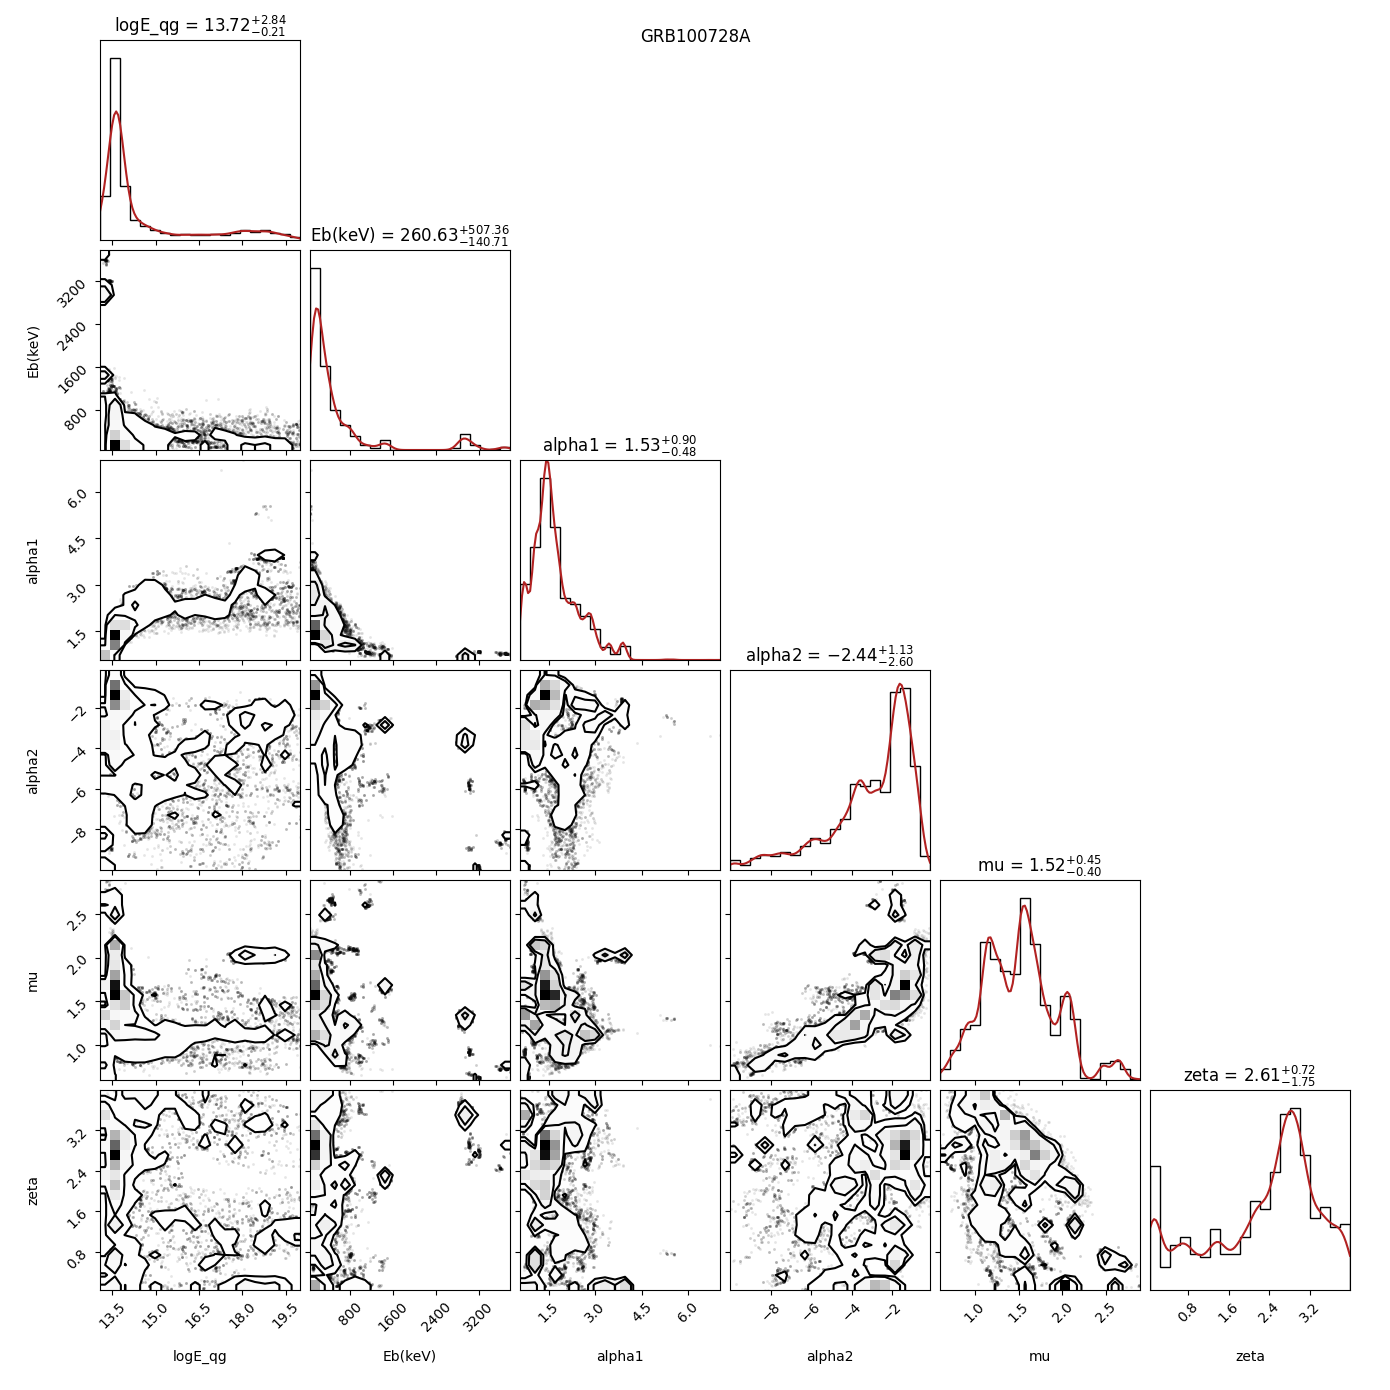 GRB100728A
logE_qg = 13.72+2.84 −0.21
Eb(keV) = 260.63+507.36 −140.71
3200
2400
1600
800
Eb(keV)
alpha1 = 1.53+0.90 −0.48
6.0
4.5
3.0
1.5
alpha1
alpha2 = −2.44+1.13 −2.60
−2
−4
−6
−8
alpha2
mu = 1.52+0.45 −0.40
2.5
2.0
1.5
1.0
mu
zeta = 2.61+0.72 −1.75
3.2
2.4
1.6
0.8
zeta
13.5 15.0 16.5 18.0 19.5 800 1600 2400 3200 1.5 3.0 4.5 6.0 −8 −6 −4 −2 1.0 1.5 2.0 2.5 0.8 1.6 2.4 3.2
logE_qg Eb(keV) alpha1 alpha2 mu zeta